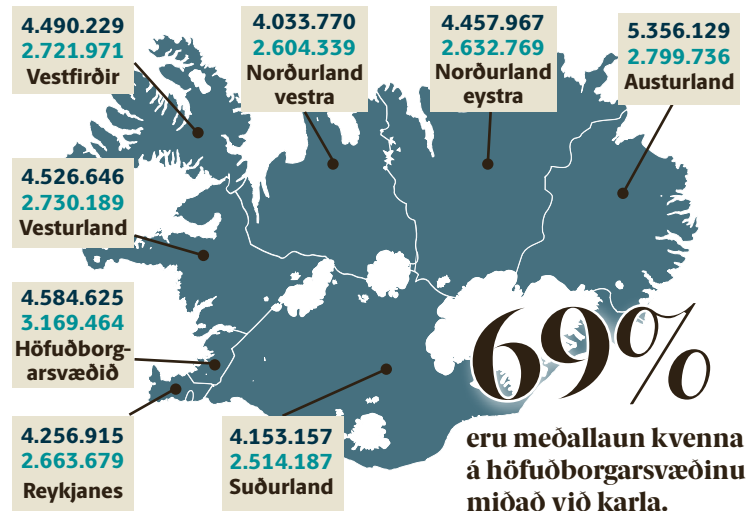 4.490.229
2.721.971
Vestfirðir
4.033.770
2.604.339
Norðurland
vestra
4.457.967
2.632.769
Norðurland
eystra
5.356.129
2.799.736
Austurland
4.526.646
2.730.189
Vesturland
4.584.625
3.169.464
Höfuðborg-
arsvæðið
4.256.915
2.663.679
Reykjanes
4.153.157
2.514.187
Suðurland
69%
eru meðallaun kvenna
á höfuðborgarsvæðinu
miðað við karla.